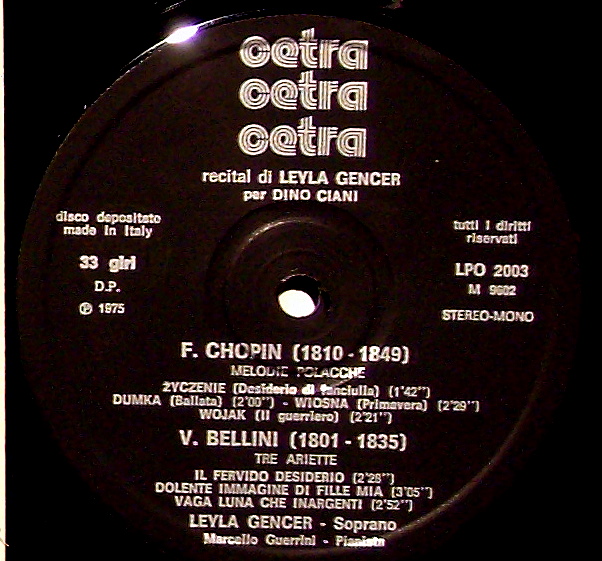 cetra
cetra
cetra
recital di LEYLA GENCER
per DINO CIANI
disco depositato
made in Italy
33 giri
D.P.
℗ 1975
tutti i diritti
riservati
LPO 2003
M 9602
STEREO-MONO
F. CHOPIN (1810 - 1849)
MELODIE POLACCHE
ŻYCZENIE (Desiderio di fanciulla) (1'42")
DUMKA (Ballata) (2'00") - WIOSNA (Primavera) (2'29")
WOJAK (Il guerriero) (2'21")
V. BELLINI (1801 - 1835)
TRE ARIETTE
IL FERVIDO DESIDERIO (2'28")
DOLENTE IMMAGINE DI FILLE MIA (3'05")
VAGA LUNA CHE INARGENTI (2'52")
LEYLA GENCER - Soprano
Marcello Guerrini - Pianista